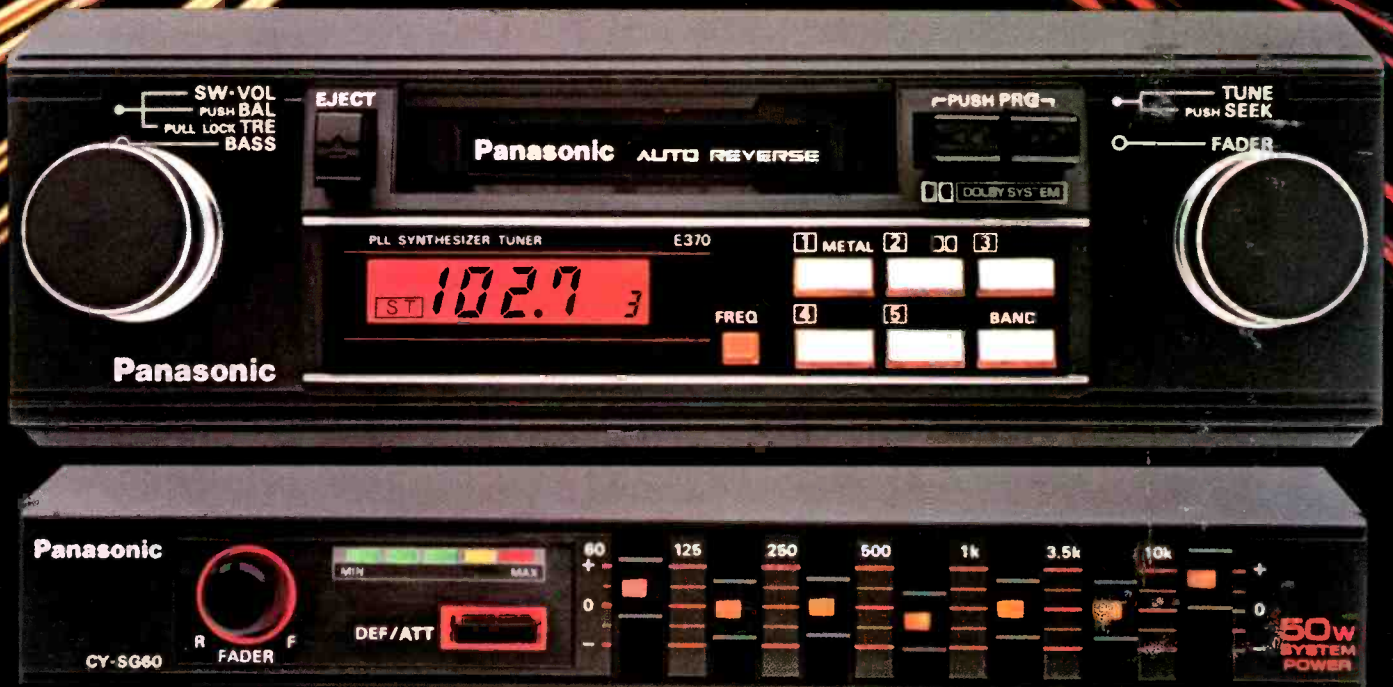 SW·VOL
PUSH BAL
PULL LOCK TRE
BASS
EJECT
Panasonic AUTO REVERSE
PUSH PRG
DOLBY SYSTEM
TUNE
PUSH SEEK
FADER
PLL SYNTHESIZER TUNER E370
ST 102.7 3
FREQ
1 METAL 2 3
4 5 BAND
Panasonic
Panasonic
CY-SG60
R F
FADER
MIN MAX
DEF/ATT
60 125 250 500 1k 3.5k 10k
+ +
0 0
- -
50W
SYSTEM
POWER